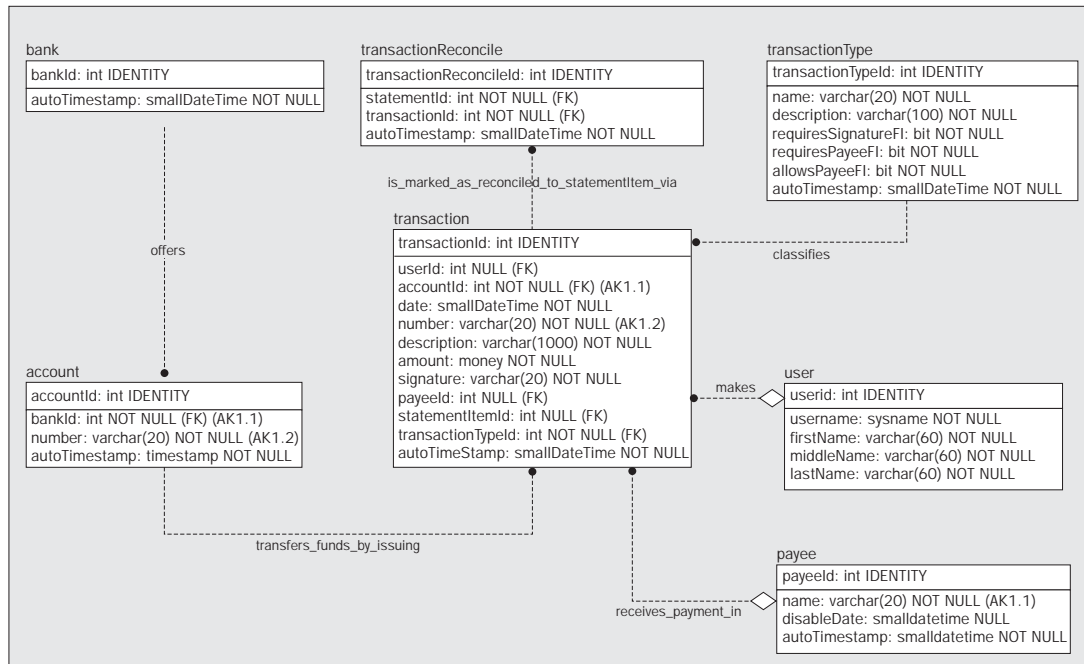 bank
bankId: int IDENTITY
autoTimestamp: smallDateTime NOT NULL
transactionReconcile
transactionReconcileId: int IDENTITY
statementId: int NOT NULL (FK)
transactionId: int NOT NULL (FK)
autoTimestamp: smallDateTime NOT NULL
transactionType
transactionTypeId: int IDENTITY
name: varchar(20) NOT NULL
description: varchar(100) NOT NULL
requiresSignatureFl: bit NOT NULL
requiresPayeeFl: bit NOT NULL
allowsPayeeFl: bit NOT NULL
autoTimestamp: smallDateTime NOT NULL
is_marked_as_reconciled_to_statementItem_via
offers
classifies
transaction
transactionId: int IDENTITY
userId: int NULL (FK)
accountId: int NOT NULL (FK) (AK1.1)
date: smallDateTime NOT NULL
number: varchar(20) NOT NULL (AK1.2)
description: varchar(1000) NOT NULL
amount: money NOT NULL
signature: varchar(20) NOT NULL
payeeId: int NULL (FK)
statementItemId: int NULL (FK)
transactionTypeId: int NOT NULL (FK)
autoTimeStamp: smallDateTime NOT NULL
account
accountId: int IDENTITY
bankId: int NOT NULL (FK) (AK1.1)
number: varchar(20) NOT NULL (AK1.2)
autoTimestamp: timestamp NOT NULL
makes
user
userid: int IDENTITY
username: sysname NOT NULL
firstName: varchar(60) NOT NULL
middleName: varchar(60) NOT NULL
lastName: varchar(60) NOT NULL
transfers_funds_by_issuing
receives_payment_in
payee
payeeId: int IDENTITY
name: varchar(20) NOT NULL (AK1.1)
disableDate: smalldatetime NULL
autoTimestamp: smalldatetime NOT NULL